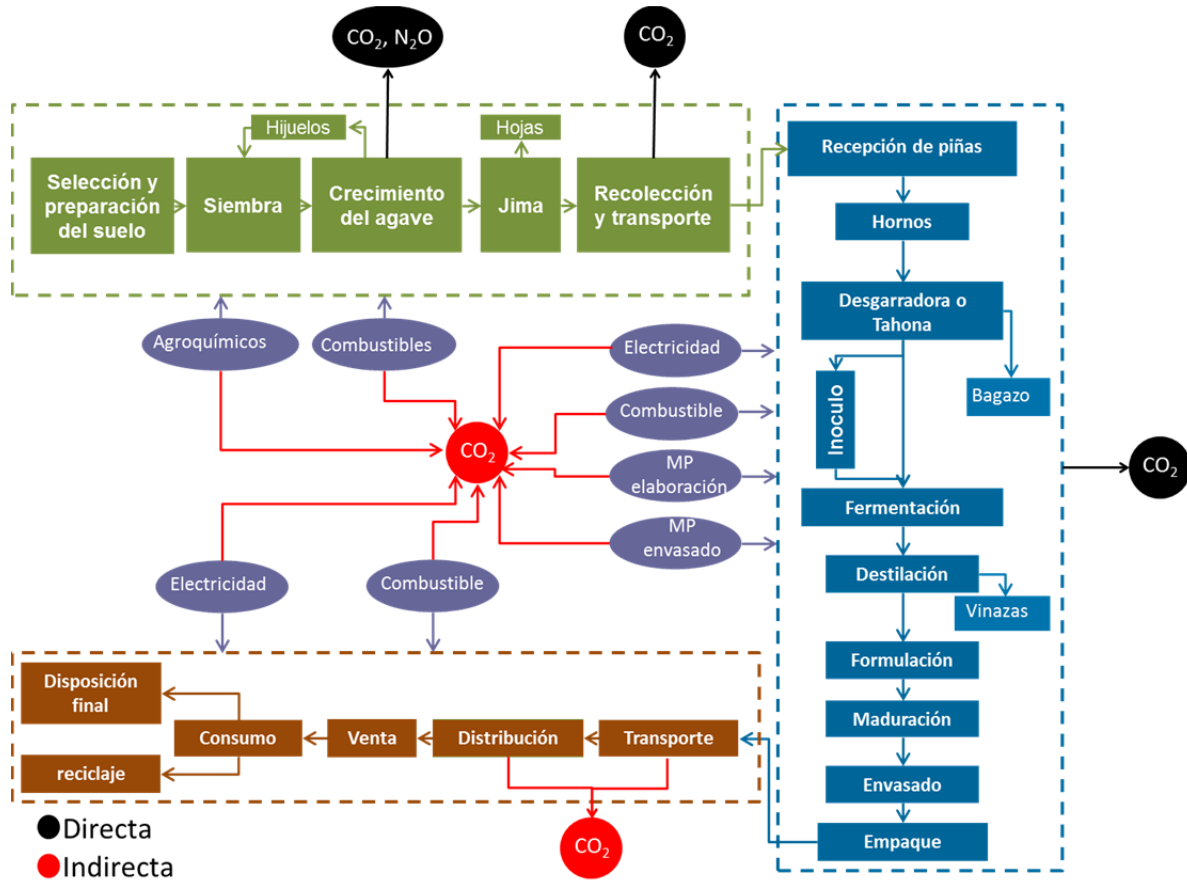 CO₂, N₂O
CO₂
Hijuelos
Hojas
Selección y
preparación
del suelo
Siembra
Crecimiento
del agave
Jima
Recolección
y transporte
Recepción de piñas
Hornos
Desgarradora o
Tahona
Inoculo
Bagazo
Fermentación
Destilación
Vinazas
Formulación
Maduración
Envasado
Empaque
CO₂
Agroquímicos
Combustibles
Electricidad
Combustible
MP
elaboración
MP
envasado
CO₂
Electricidad
Combustible
Disposición
final
reciclaje
Consumo
Venta
Distribución
Transporte
CO₂
Directa
Indirecta